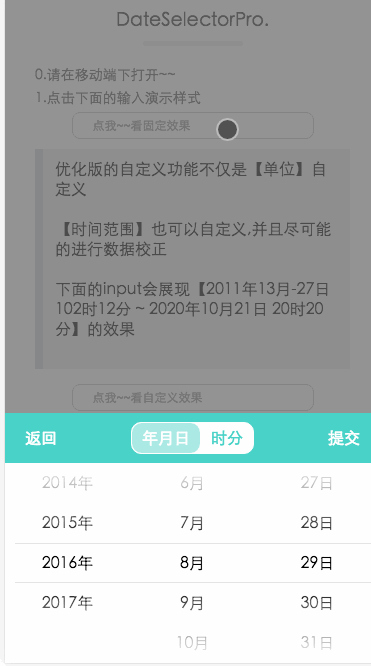 DateSelectorPro.
0.请在移动端下打开~~
1.点击下面的输入演示样式
点我~~看固定效果
优化版的自定义功能不仅是【单位】自
定义
【时间范围】也可以自定义,并且尽可能
的进行数据校正
下面的input会展现【2011年13月-27日
102时12分 ~ 2020年10月21日 20时20
分】的效果
点我~~看自定义效果
返回 年月日 时分 提交
2014年 6月 27日
2015年 7月 28日
2016年 8月 29日
2017年 9月 30日
10月 31日